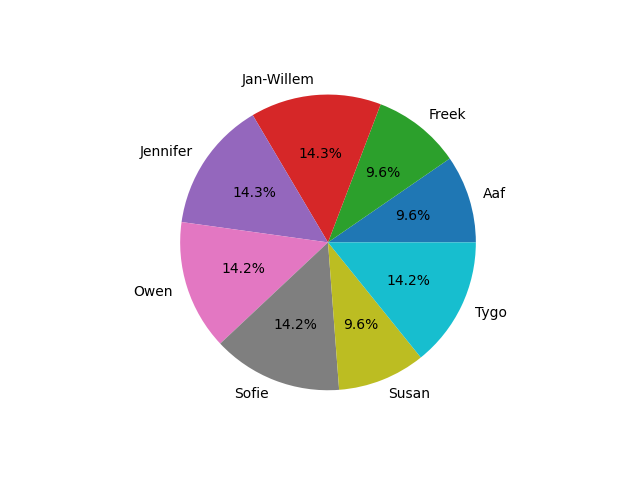 Jan-Willem
Freek
Jennifer
14.3%
9.6%
14.3%
Aaf
9.6%
14.2%
14.2%
Owen
Tygo
14.2%
9.6%
Sofie
Susan